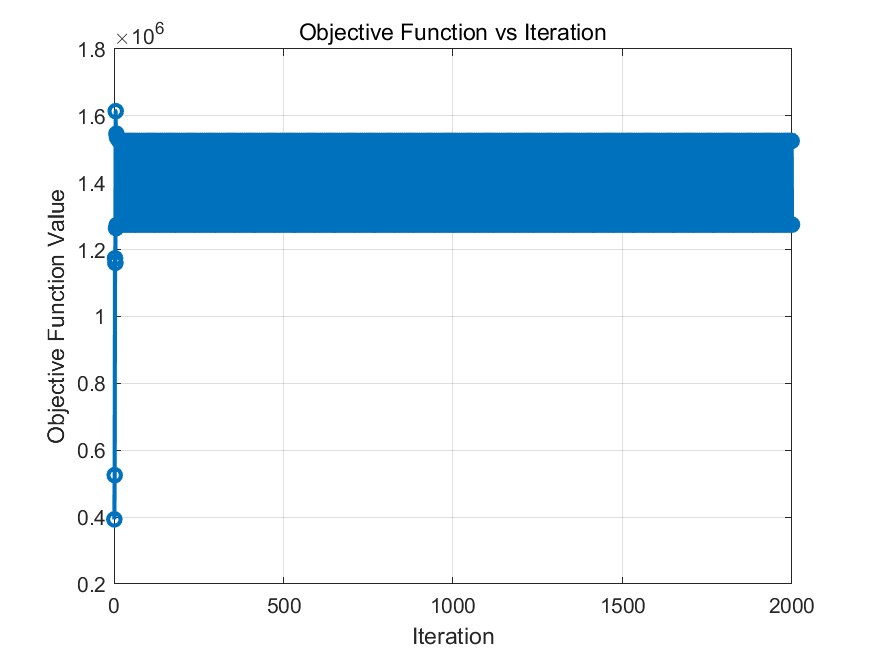 Objective Function vs Iteration
×10^6
1.8
1.6
1.4
1.2
1
0.8
0.6
0.4
0.2
Objective Function Value
0 500 1000 1500 2000
Iteration